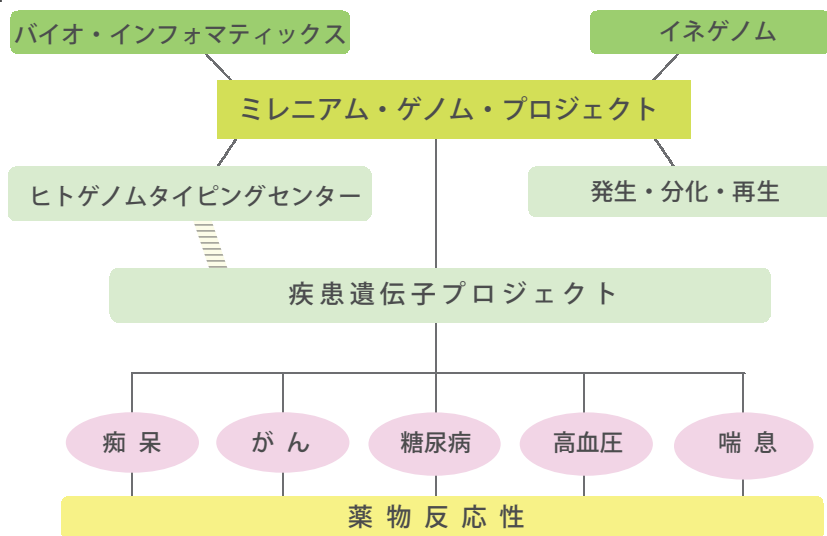 バイオ・インフォマティックス
イネゲノム
ミレニアム・ゲノム・プロジェクト
ヒトゲノムタイピングセンター
発生・分化・再生
疾患遺伝子プロジェクト
痴呆
がん
糖尿病
高血圧
喘息
薬物反応性